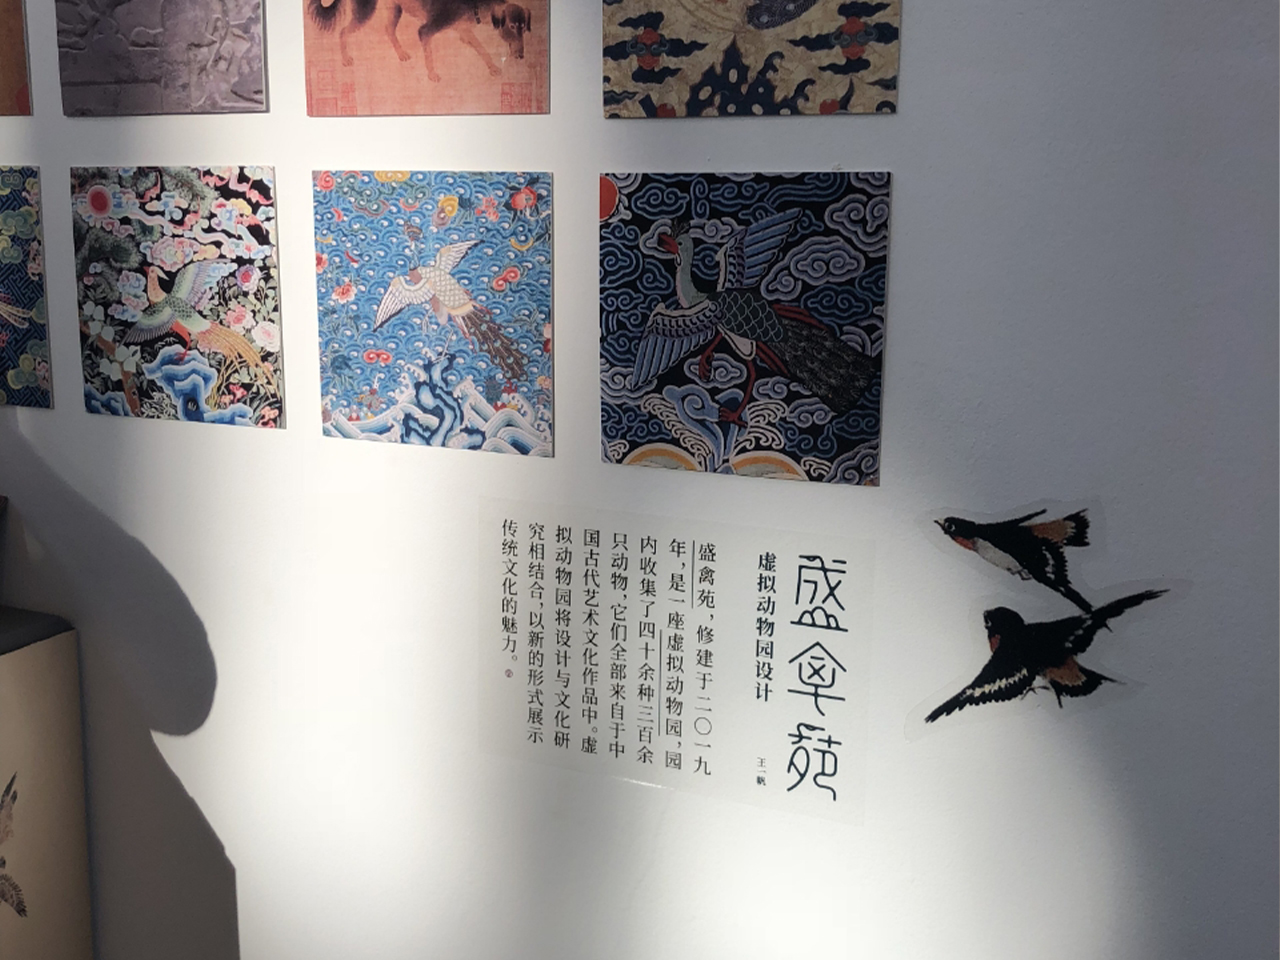 盛禽苑
虚拟动物园设计
王一帆
盛禽苑，修建于二〇一九
年，是一座虚拟动物园，园
内收集了四十余种三百余
只动物，它们全部来自于中
国古代艺术文化作品中。虚
拟动物园将设计与文化研
究相结合，以新的形式展示
传统文化的魅力。